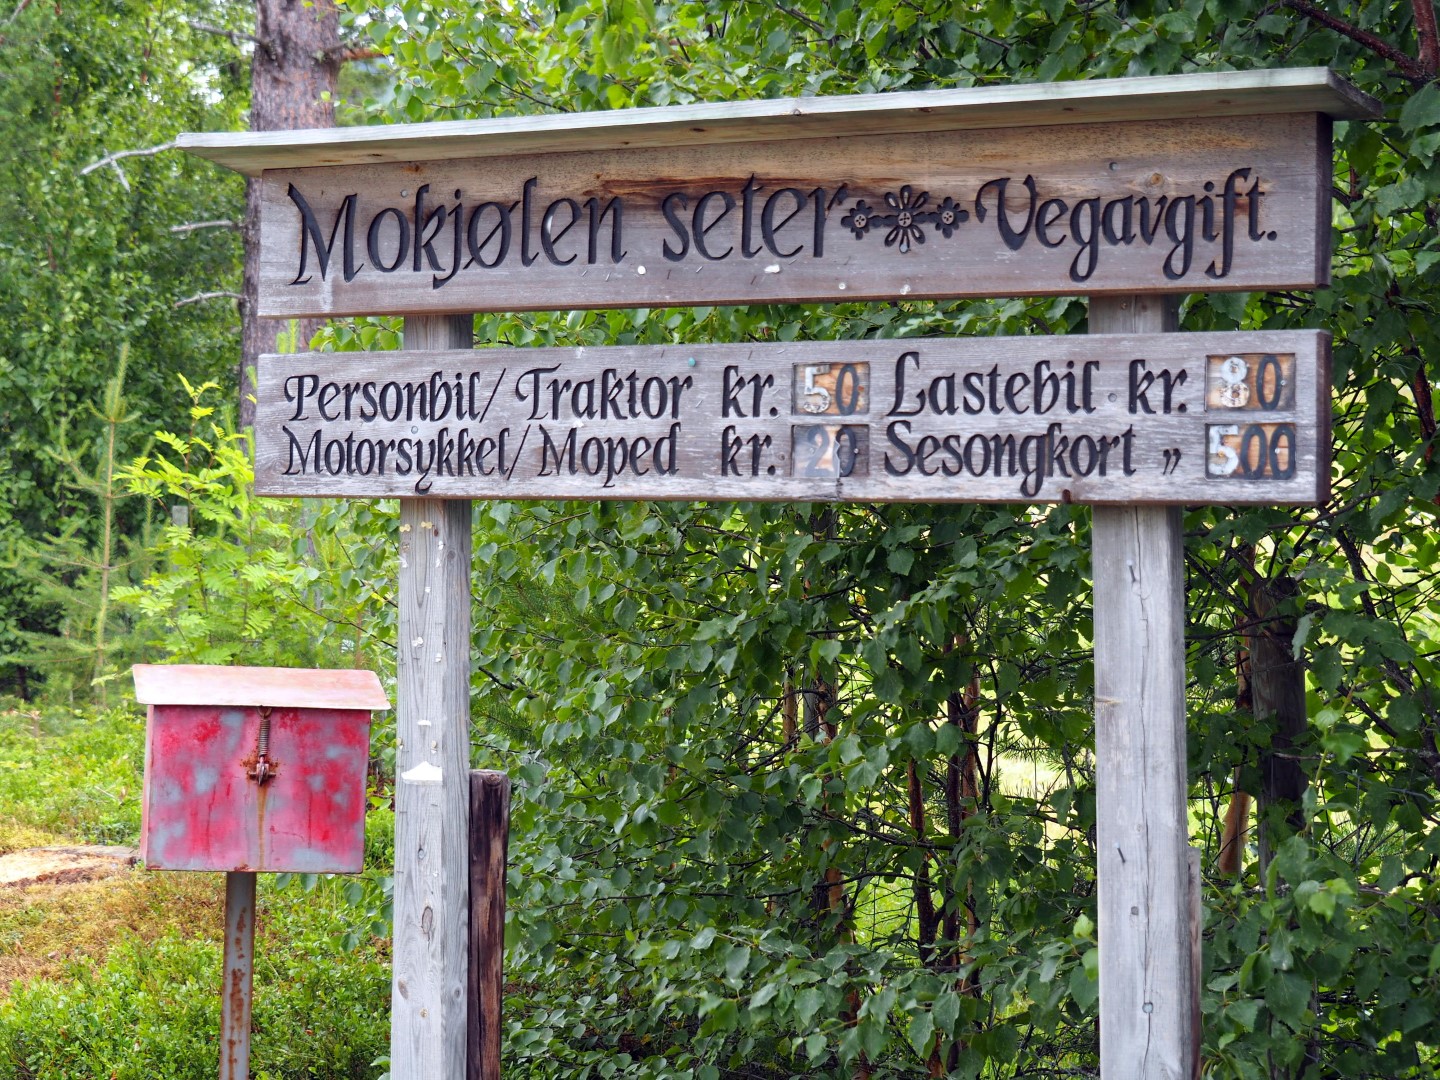 Mokjølen seter Vegavgift.
Personbil/Traktor kr. 50 Lastebil kr. 80
Motorsykkel/Moped kr. 20 Sesongkort „ 500